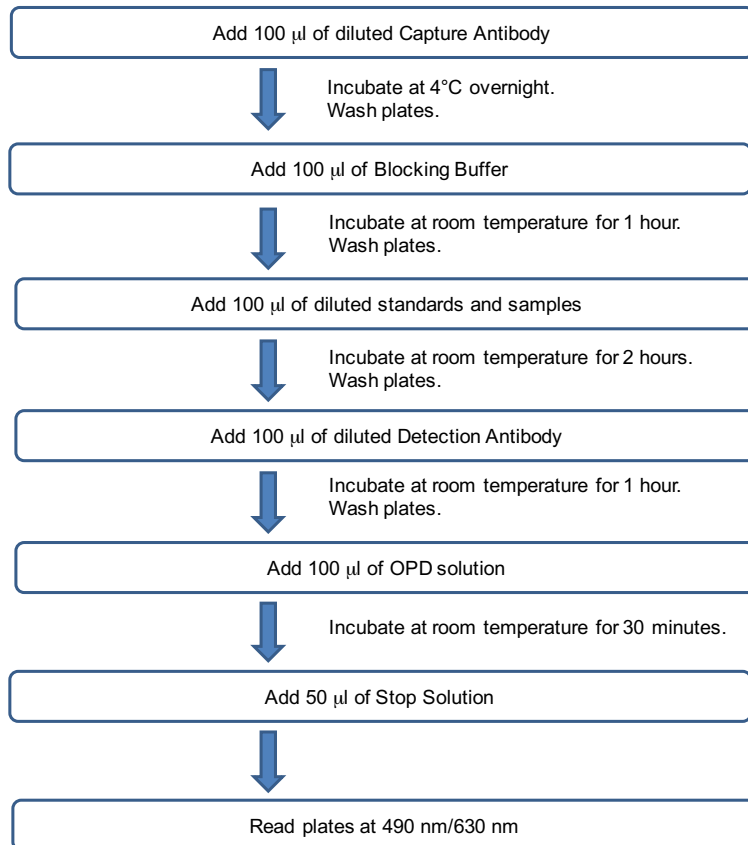 Add 100 μl of diluted Capture Antibody
Incubate at 4°C overnight.
Wash plates.
Add 100 μl of Blocking Buffer
Incubate at room temperature for 1 hour.
Wash plates.
Add 100 μl of diluted standards and samples
Incubate at room temperature for 2 hours.
Wash plates.
Add 100 μl of diluted Detection Antibody
Incubate at room temperature for 1 hour.
Wash plates.
Add 100 μl of OPD solution
Incubate at room temperature for 30 minutes.
Add 50 μl of Stop Solution
Read plates at 490 nm/630 nm